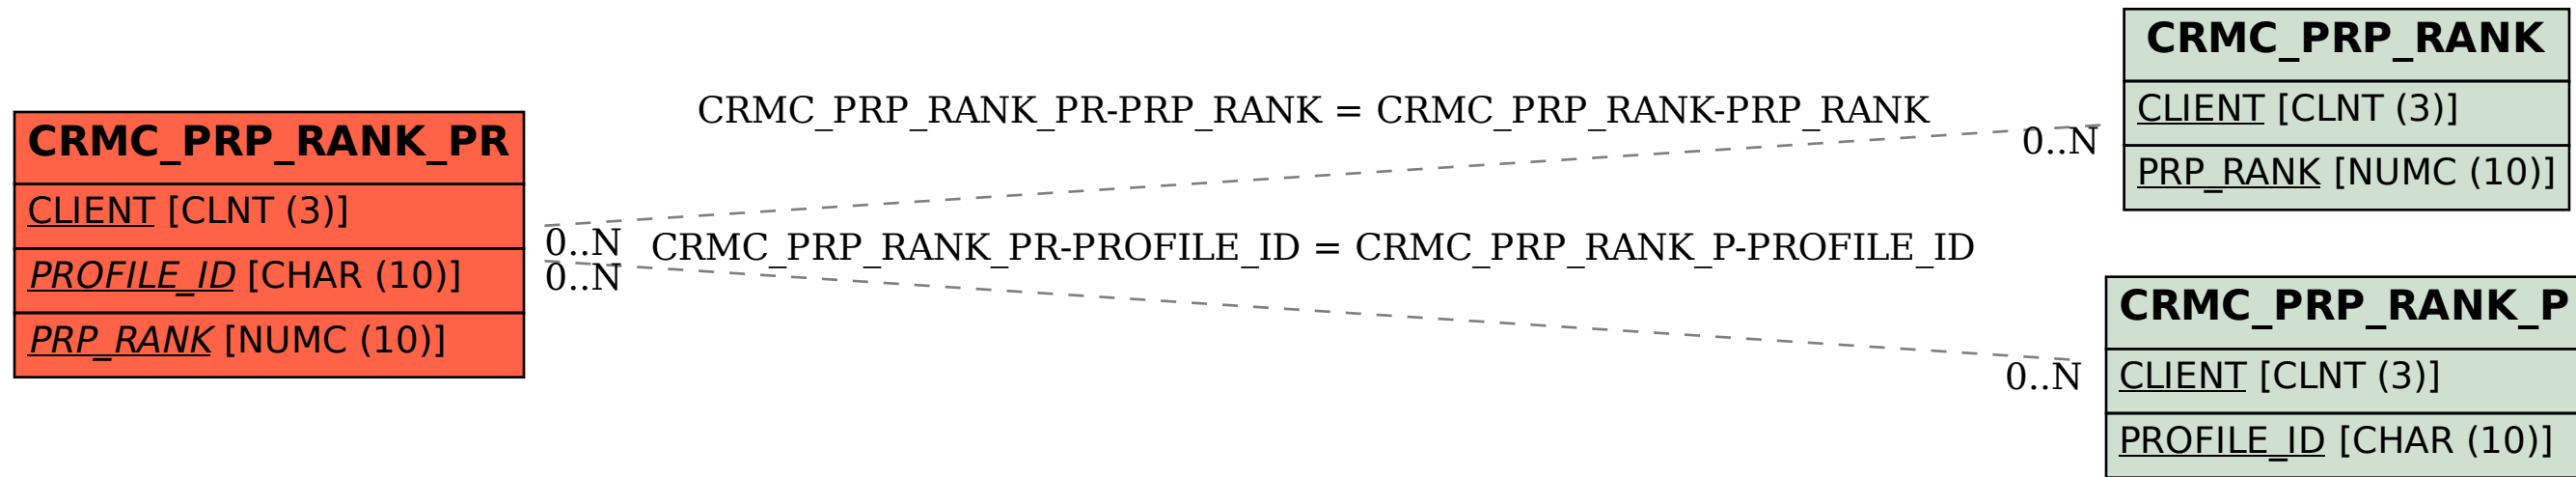 CRMC_PRP_RANK_PR
CLIENT [CLNT (3)]
PROFILE_ID [CHAR (10)]
PRP_RANK [NUMC (10)]
CRMC_PRP_RANK_PR-PRP_RANK = CRMC_PRP_RANK-PRP_RANK
0..N
0..N
CRMC_PRP_RANK_PR-PROFILE_ID = CRMC_PRP_RANK_P-PROFILE_ID
0..N
0..N
CRMC_PRP_RANK
CLIENT [CLNT (3)]
PRP_RANK [NUMC (10)]
CRMC_PRP_RANK_P
CLIENT [CLNT (3)]
PROFILE_ID [CHAR (10)]